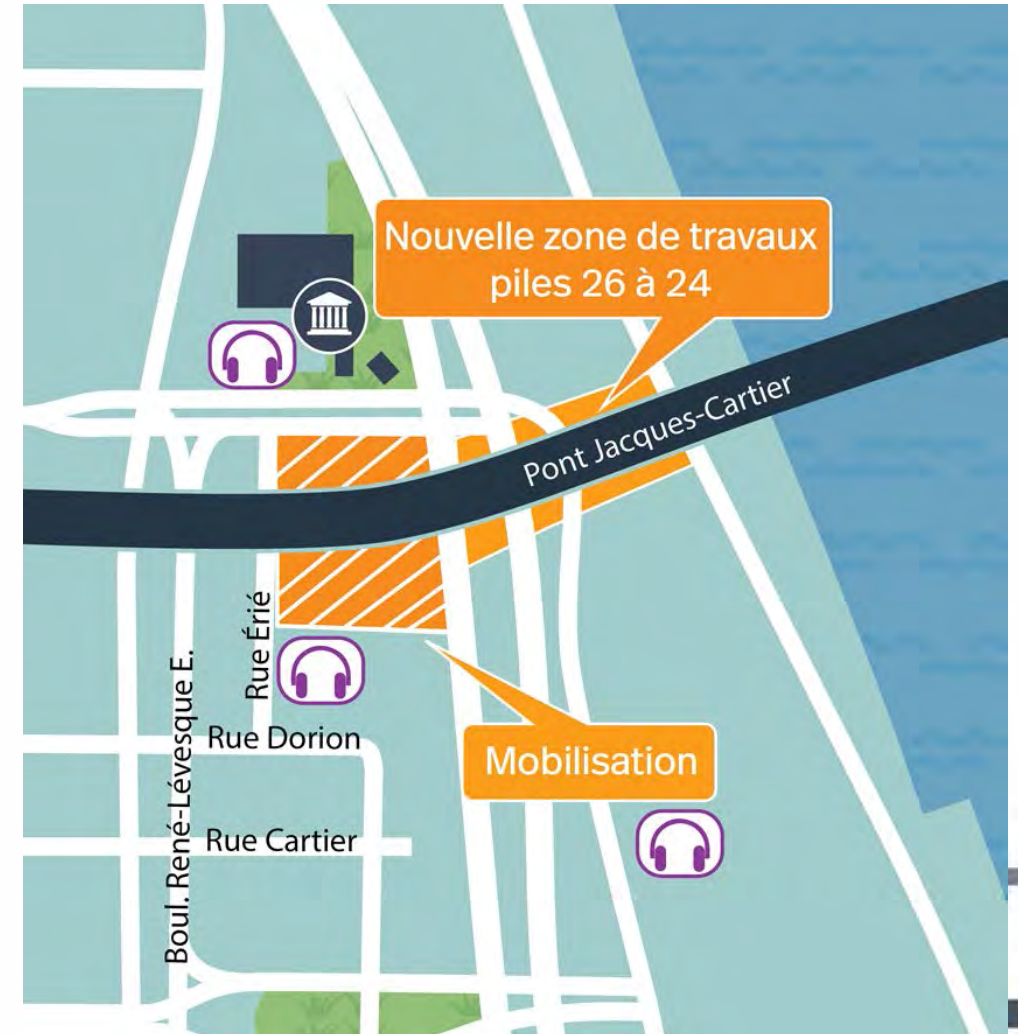 Nouvelle zone de travaux
piles 26 à 24
Pont Jacques-Cartier
Rue Érié
Boul. René-Lévesque E.
Rue Dorion
Mobilisation
Rue Cartier